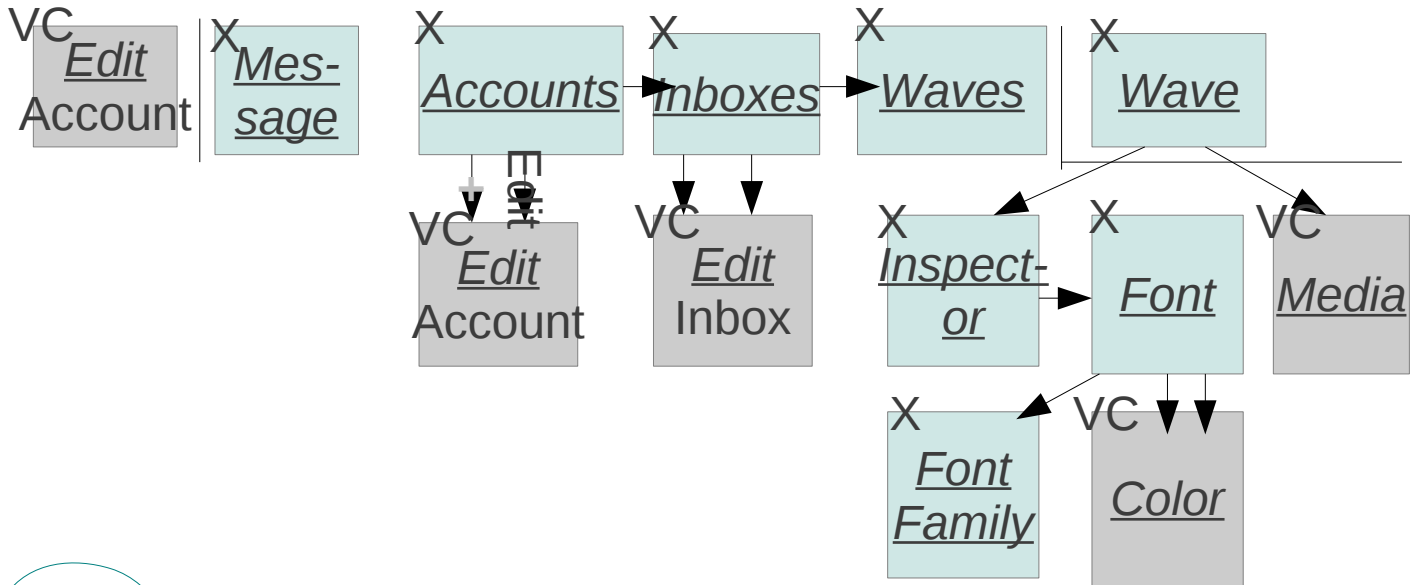 VC
Edit
Account
X
Mes-
sage
X
Accounts
X
Inboxes
X
Waves
X
Wave
+
Edit
VC
Edit
Account
VC
Edit
Inbox
X
Inspect-
or
X
Font
VC
Media
X
Font
Family
VC
Color